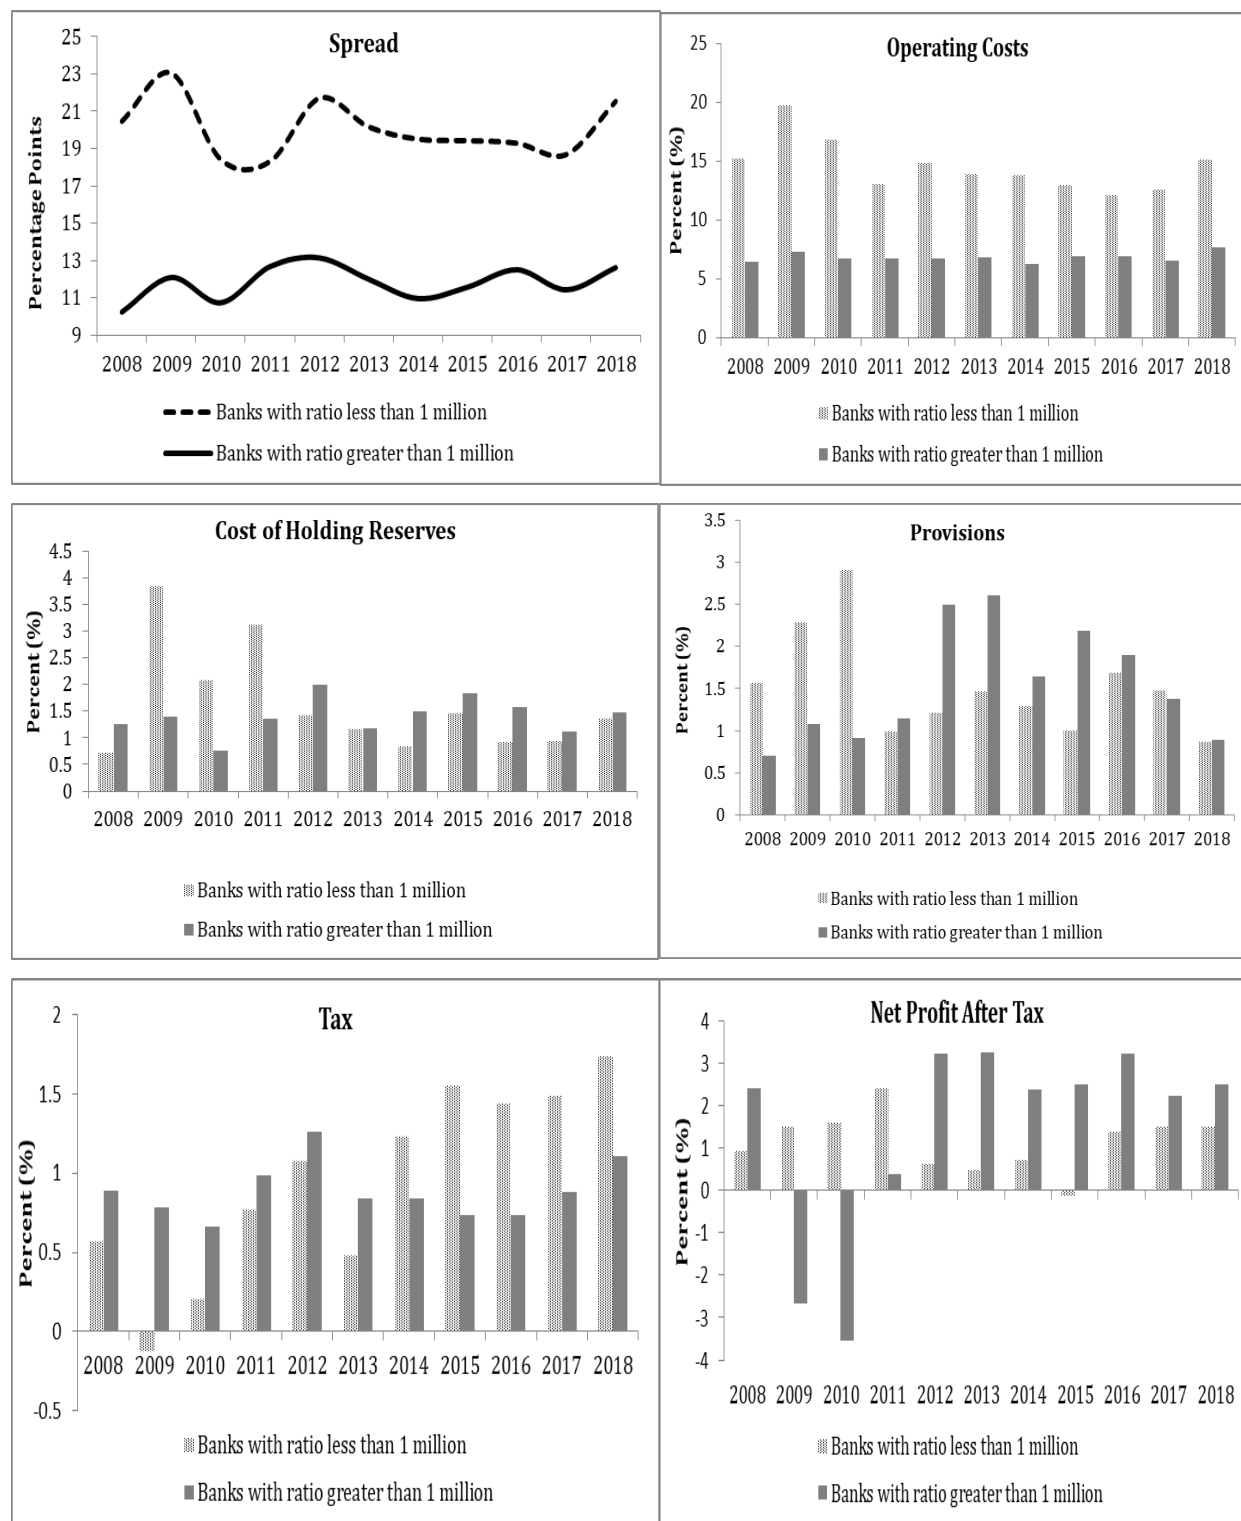 Spread
Percentage Points
25
23
21
19
17
15
13
11
9
2008 2009 2010 2011 2012 2013 2014 2015 2016 2017 2018
Banks with ratio less than 1 million
Banks with ratio greater than 1 million
Operating Costs
Percent (%)
25
20
15
10
5
0
2008 2009 2010 2011 2012 2013 2014 2015 2016 2017 2018
Banks with ratio less than 1 million
Banks with ratio greater than 1 million
Cost of Holding Reserves
Percent (%)
4.5
4
3.5
3
2.5
2
1.5
1
0.5
0
2008 2009 2010 2011 2012 2013 2014 2015 2016 2017 2018
Banks with ratio less than 1 million
Banks with ratio greater than 1 million
Provisions
Percent (%)
3.5
3
2.5
2
1.5
1
0.5
0
2008 2009 2010 2011 2012 2013 2014 2015 2016 2017 2018
Banks with ratio less than 1 million
Banks with ratio greater than 1 million
Tax
Percent (%)
2
1.5
1
0.5
0
-0.5
2008 2009 2010 2011 2012 2013 2014 2015 2016 2017 2018
Banks with ratio less than 1 million
Banks with ratio greater than 1 million
Net Profit After Tax
Percent (%)
4
3
2
1
0
-1
-2
-3
-4
2008 2009 2010 2011 2012 2013 2014 2015 2016 2017 2018
Banks with ratio less than 1 million
Banks with ratio greater than 1 million